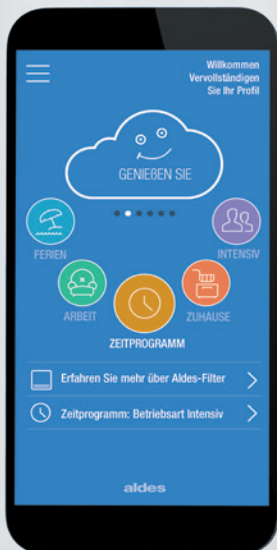 Willkommen
Vervollständigen
Sie Ihr Profil
GENIEßEN SIE
FERIEN
INTENSIV
ARBEIT
ZUHAUSE
ZEITPROGRAMM
Erfahren Sie mehr über Aldes-Filter
Zeitprogramm: Betriebsart Intensiv
aldes